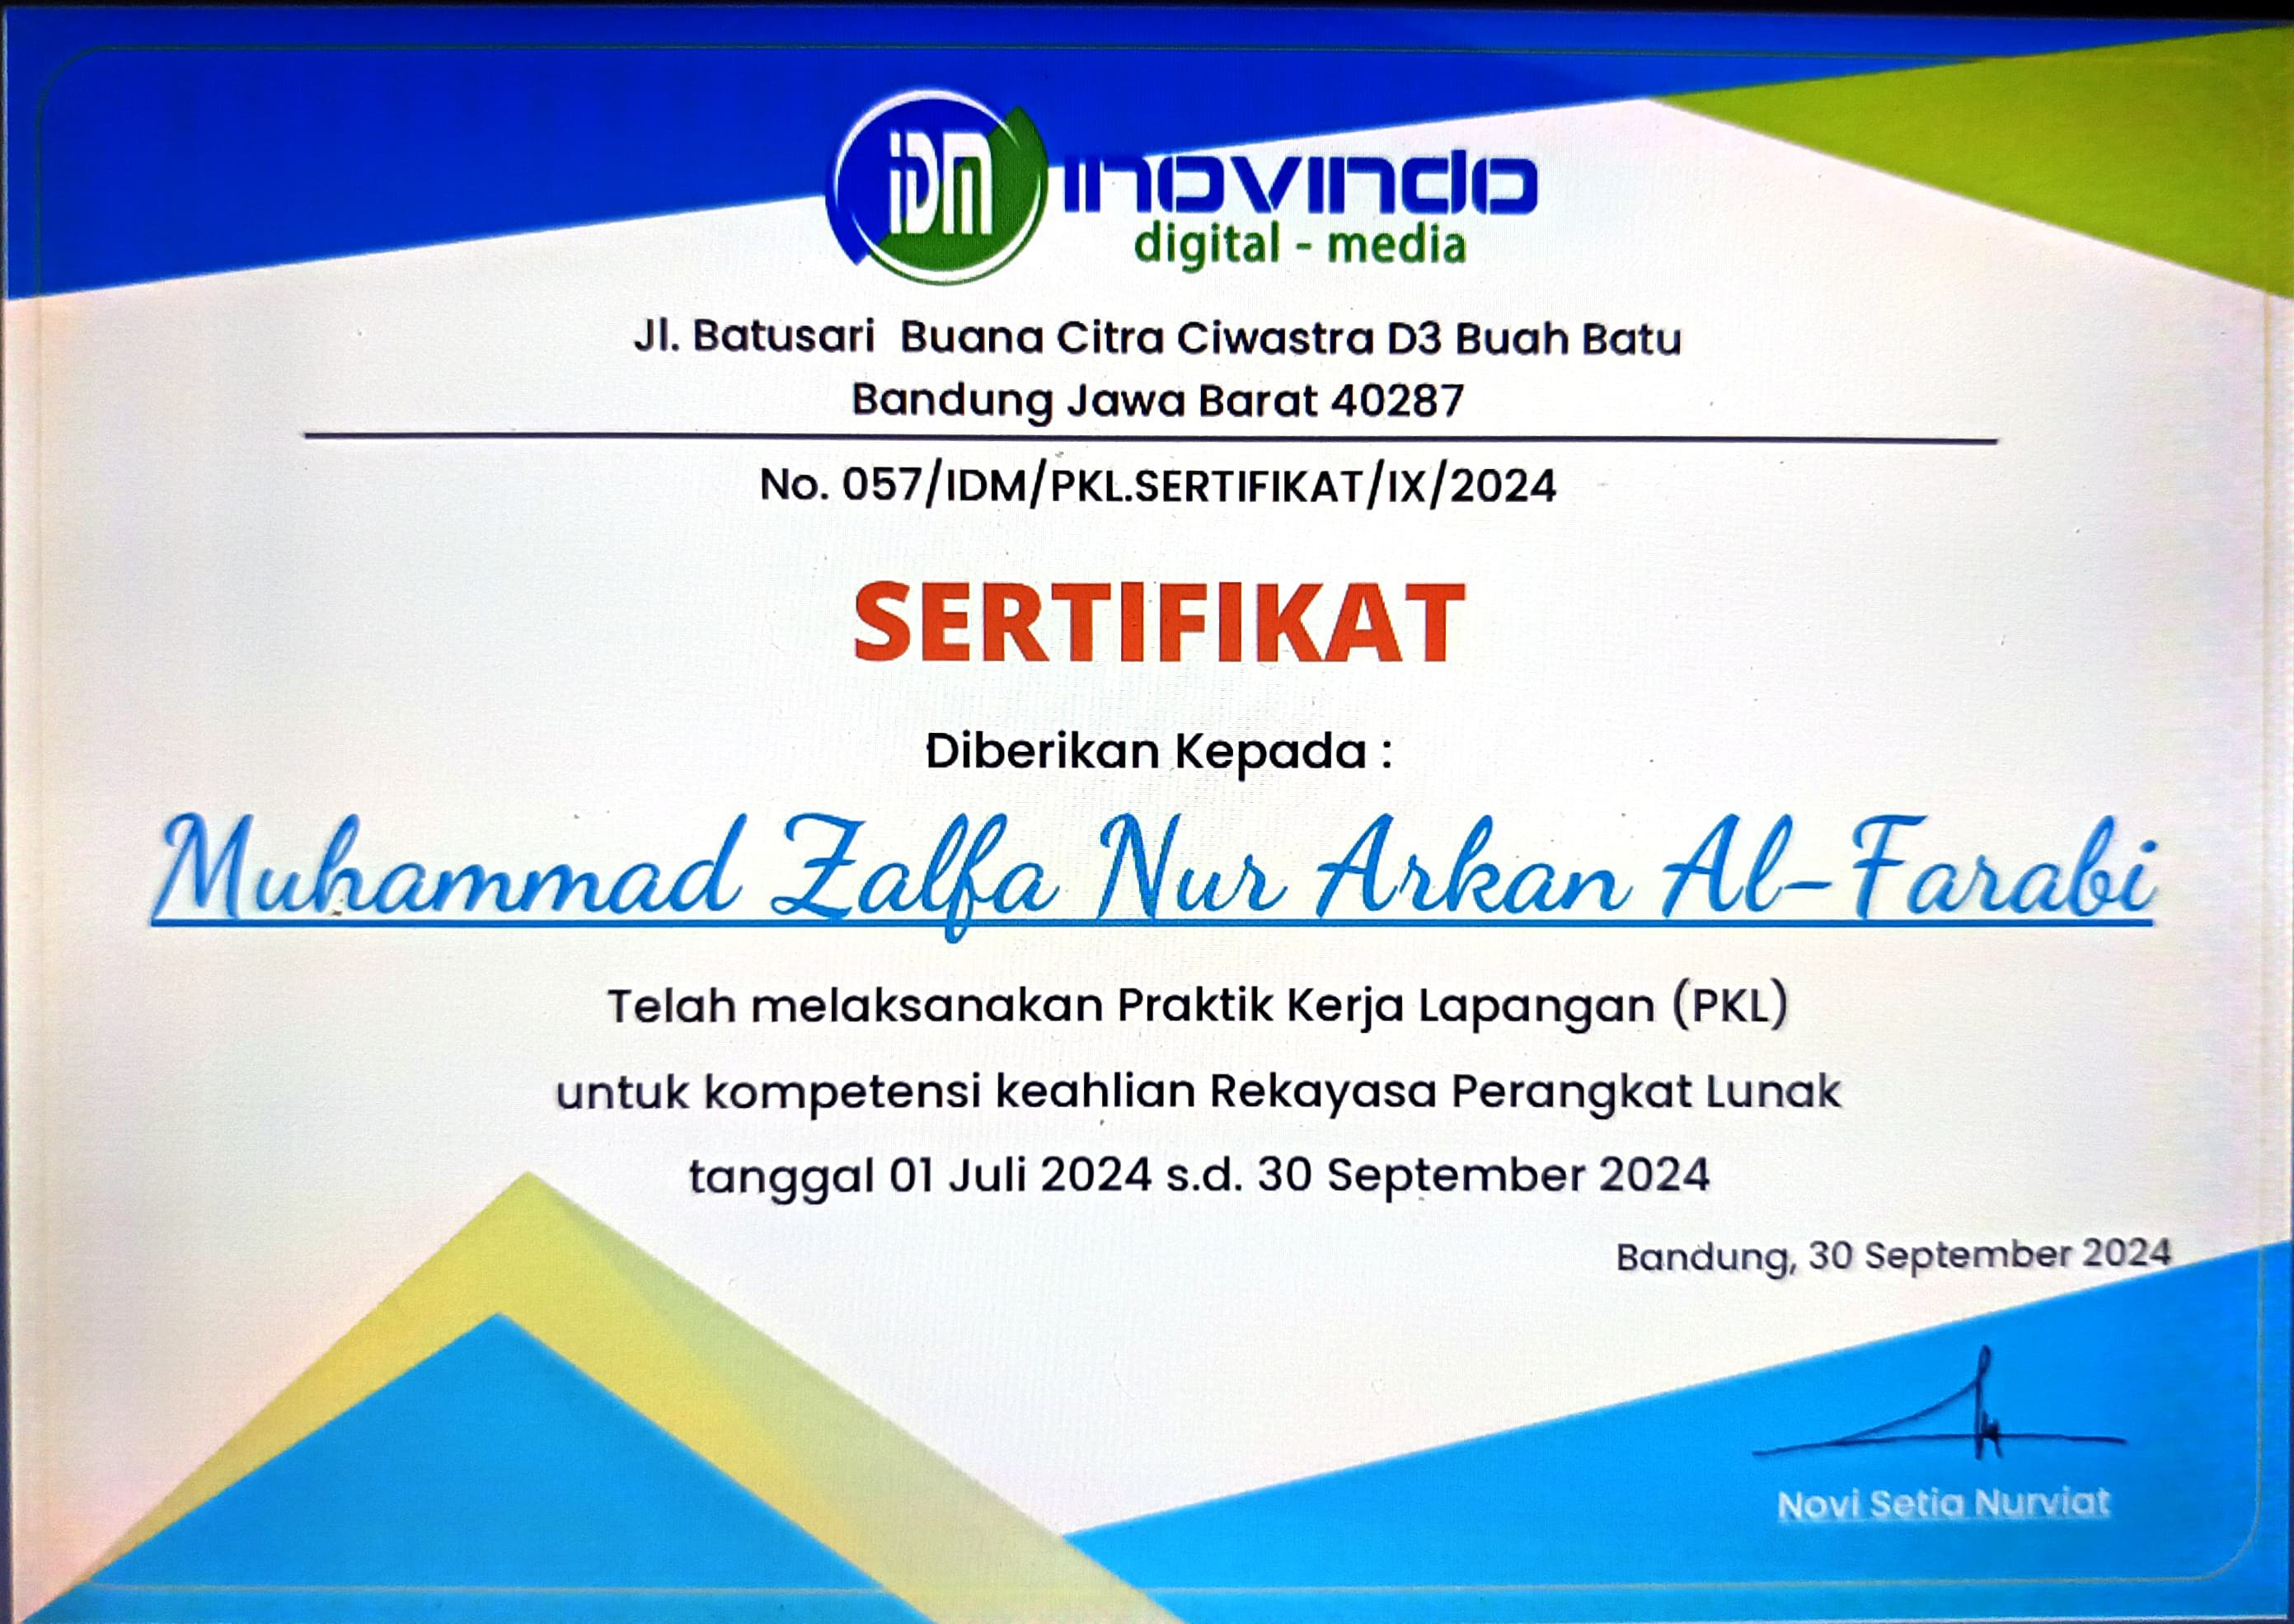 iDM inovindo
digital - media
Jl. Batusari Buana Citra Ciwastra D3 Buah Batu
Bandung Jawa Barat 40287
No. 057/IDM/PKL.SERTIFIKAT/IX/2024
SERTIFIKAT
Diberikan Kepada :
Muhammad Zalfa Nur Arkan Al-Farabi
Telah melaksanakan Praktik Kerja Lapangan (PKL)
untuk kompetensi keahlian Rekayasa Perangkat Lunak
tanggal 01 Juli 2024 s.d. 30 September 2024
Bandung, 30 September 2024
Novi Setia Nurviat